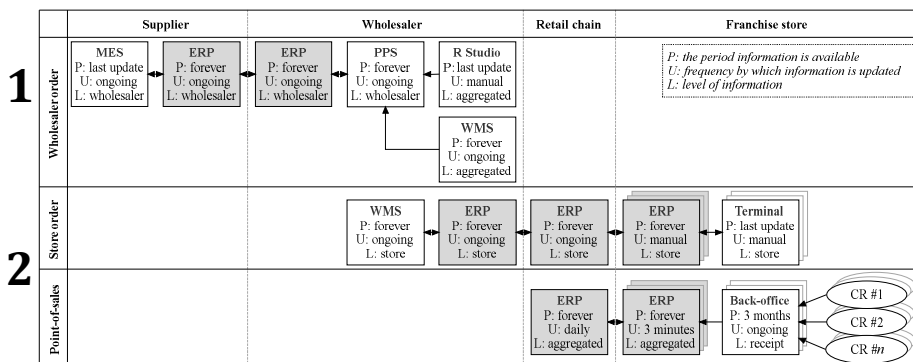 Supplier
Wholesaler
Retail chain
Franchise store
1
Wholesaler order
MES
P: last update
U: ongoing
L: wholesaler
ERP
P: forever
U: ongoing
L: wholesaler
ERP
P: forever
U: ongoing
L: wholesaler
PPS
P: forever
U: ongoing
L: wholesaler
R Studio
P: last update
U: manual
L: aggregated
P: the period information is available
U: frequency by which information is updated
L: level of information
WMS
P: forever
U: ongoing
L: aggregated
2
Store order
WMS
P: forever
U: ongoing
L: store
ERP
P: forever
U: ongoing
L: store
ERP
P: forever
U: ongoing
L: store
ERP
P: forever
U: manual
L: store
Terminal
P: last update
U: manual
L: store
Point-of-sales
ERP
P: forever
U: daily
L: aggregated
ERP
P: forever
U: 3 minutes
L: aggregated
Back-office
P: 3 months
U: ongoing
L: receipt
CR #1
CR #2
CR #n